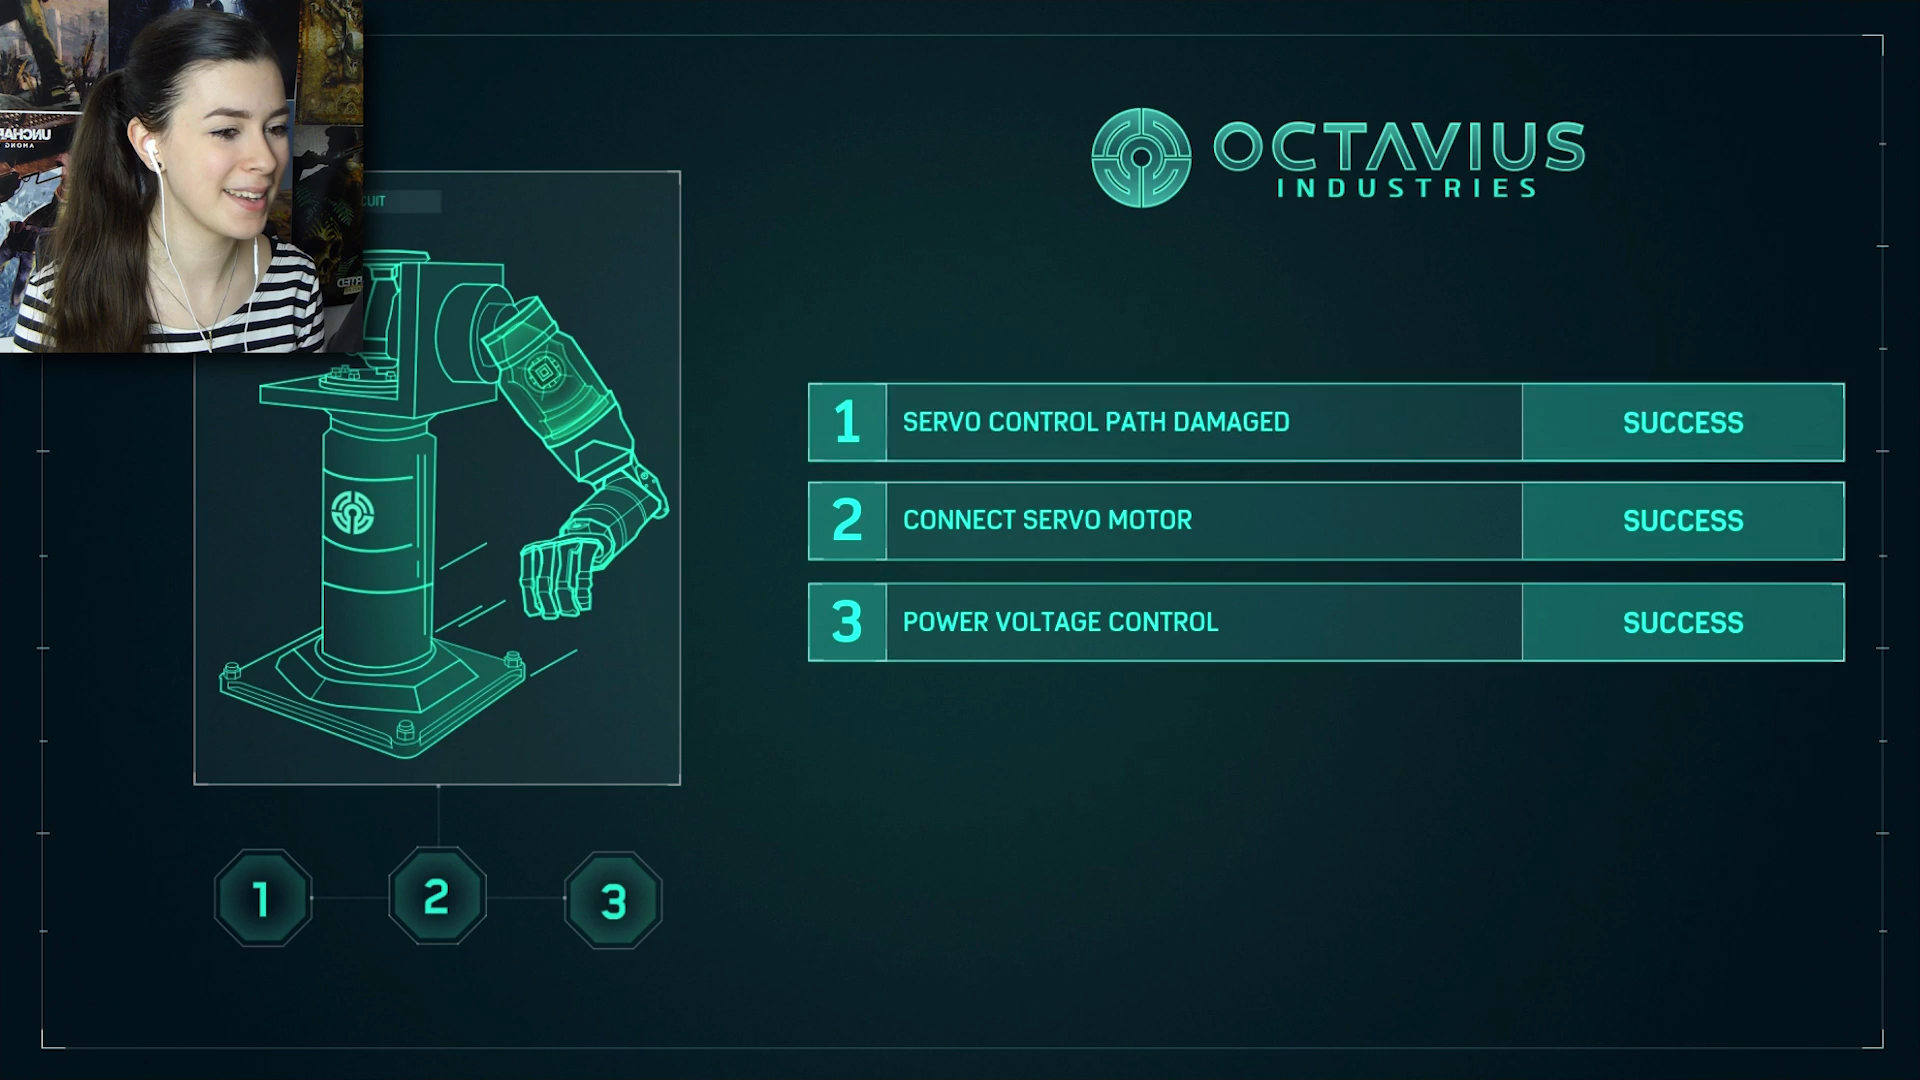 OCTAVIUS
INDUSTRIES
1 SERVO CONTROL PATH DAMAGED SUCCESS
2 CONNECT SERVO MOTOR SUCCESS
3 POWER VOLTAGE CONTROL SUCCESS
1 2 3